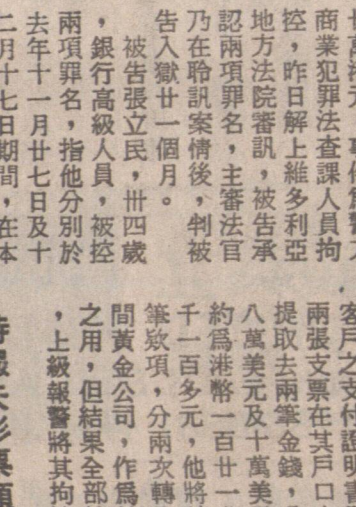 商業犯罪法查課人員拘
控，昨日解上維多利亞
地方法院審訊，被告承
認兩項罪名，主審法官
乃在聆訊案情後，判被
告入獄廿一個月。
被告張立民，卅四歲
，銀行高級人員，被控
兩項罪名，指他分別於
去年十一月廿七日及十
二月十七日期間，在本
客戶之支付證明書
兩張支票在其戶口
提取去兩筆金錢，
八萬美元及十萬美
約爲港幣一百廿一
千一百多元，他將
筆欵項，分兩次轉
間黃金公司，作爲
之用，但結果全部
，上級報警將其拘